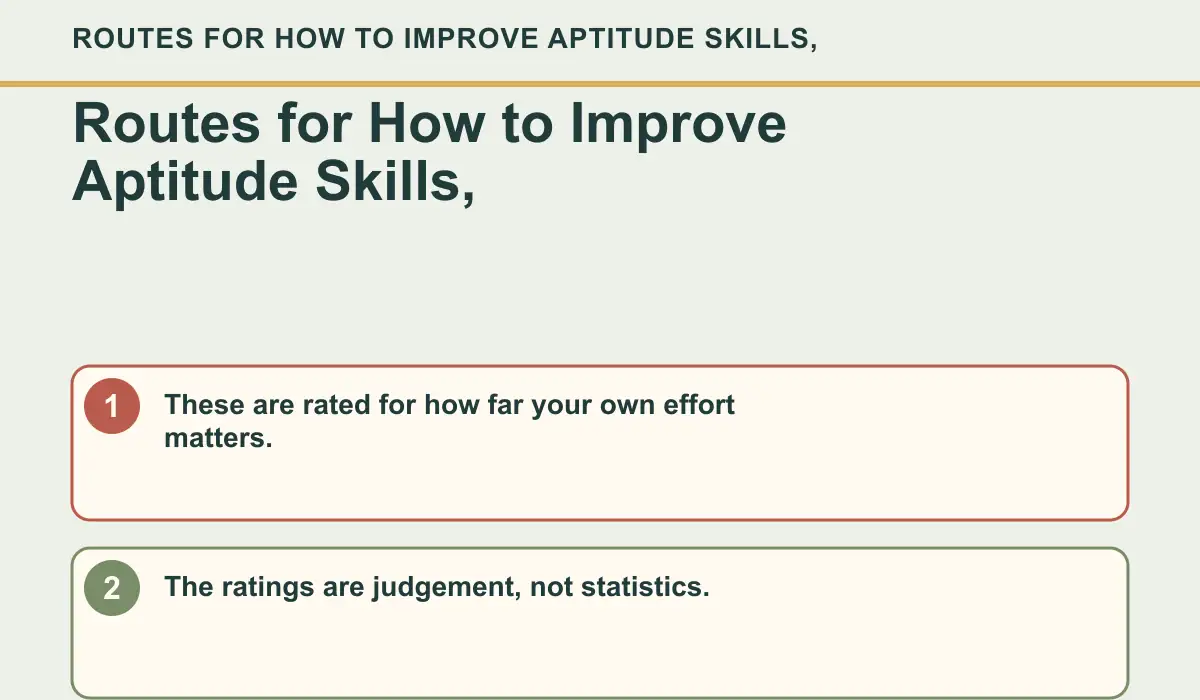 ROUTES FOR HOW TO IMPROVE APTITUDE SKILLS,
Routes for How to Improve
Aptitude Skills,
1
These are rated for how far your own effort
matters.
2
The ratings are judgement, not statistics.